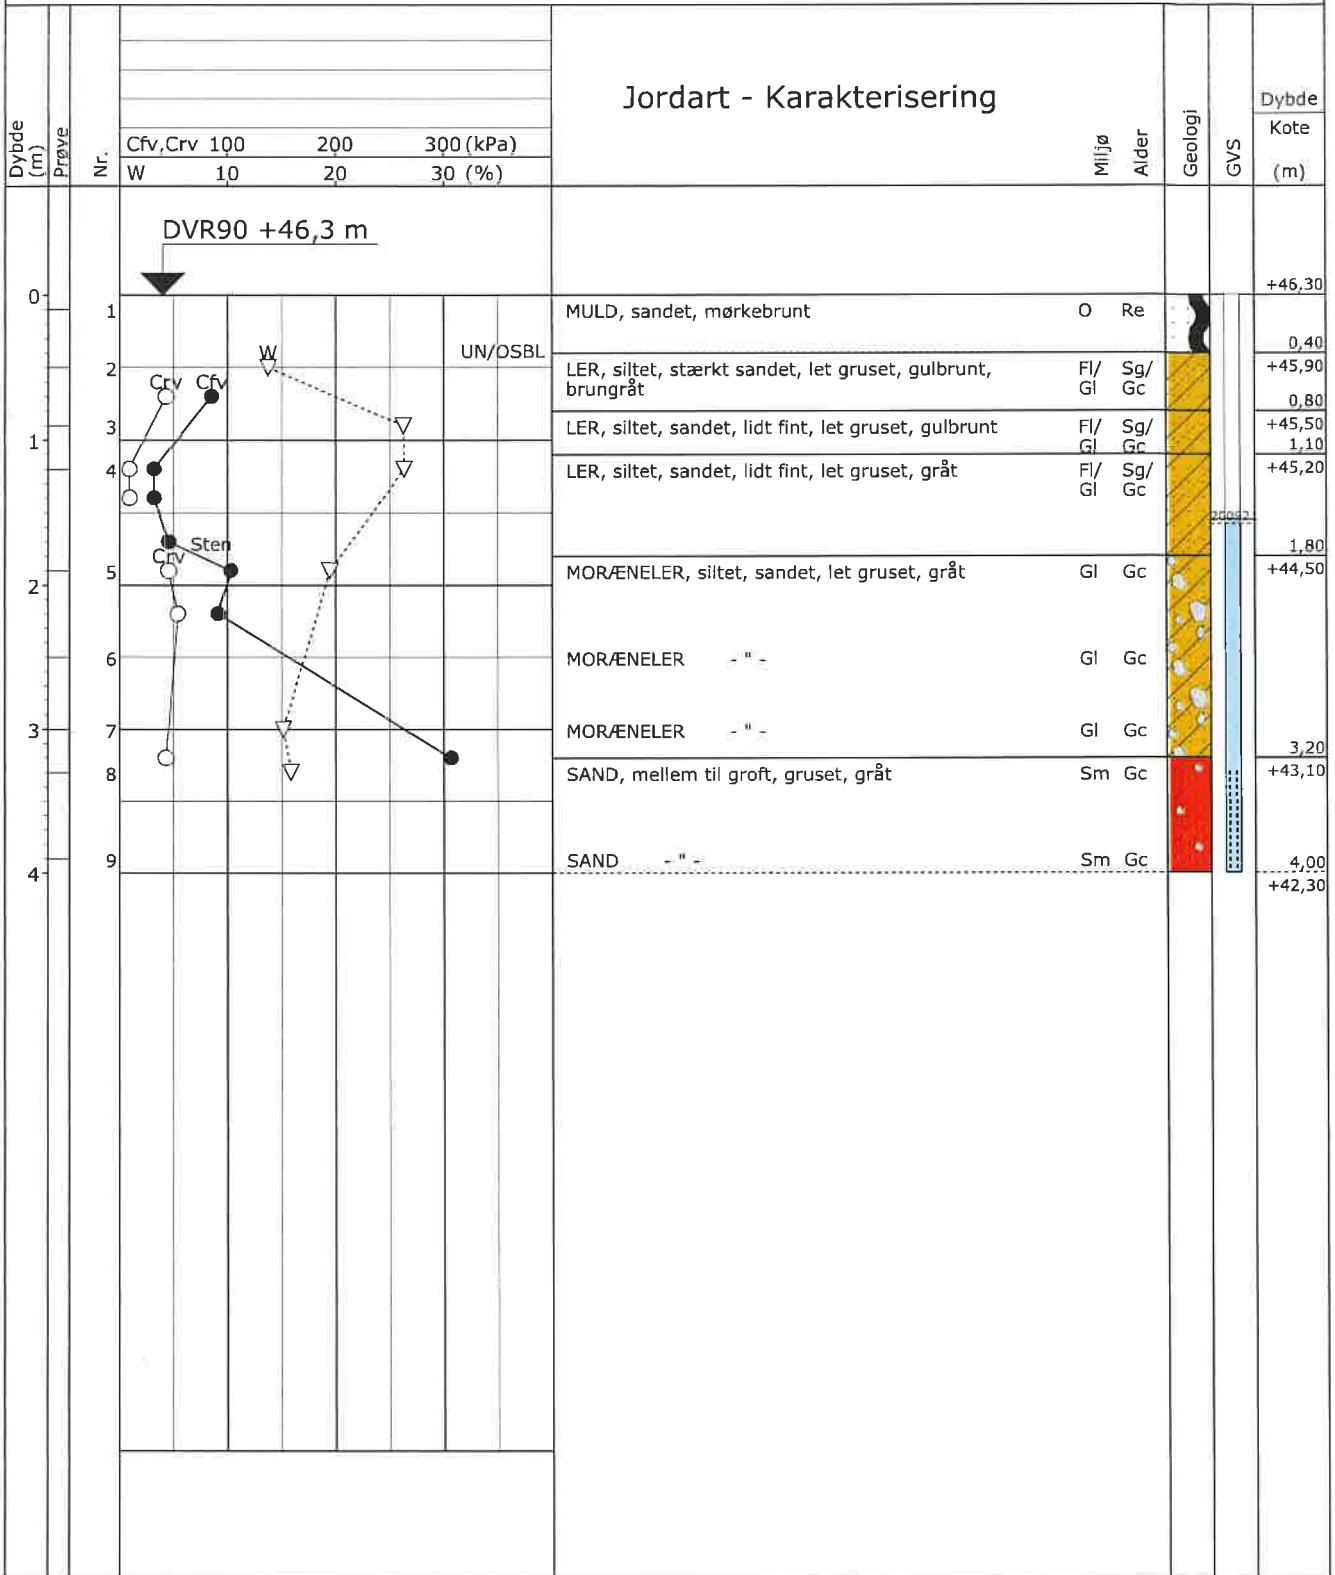 Jordart - Karakterisering
Dybde (m)
Prøve
Nr.
Cfv,Crv 100 200 300 (kPa)
W 10 20 30 (%)
Miljø
Alder
Geologi
GVS
Dybde
Kote
(m)
DVR90 +46,3 m
+46,30
0
1 MULD, sandet, mørkebrunt O Re
0,40
W UN/OSBL
2 LER, siltet, stærkt sandet, let gruset, gulbrunt, Fl/ Sg/ +45,90
brungråt Gl Gc
Crv Cfv
0,80
3 LER, siltet, sandet, lidt fint, let gruset, gulbrunt Fl/ Sg/ +45,50
Gl Gc
1 1,10
4 LER, siltet, sandet, lidt fint, let gruset, gråt Fl/ Sg/ +45,20
Gl Gc
Sten
Crv
1,80
5 MORÆNELER, siltet, sandet, let gruset, gråt Gl Gc +44,50
2
6 MORÆNELER - " - Gl Gc
3 7 MORÆNELER - " - Gl Gc
3,20
8 SAND, mellem til groft, gruset, gråt Sm Gc +43,10
9 SAND - " - Sm Gc
4 4,00
+42,30